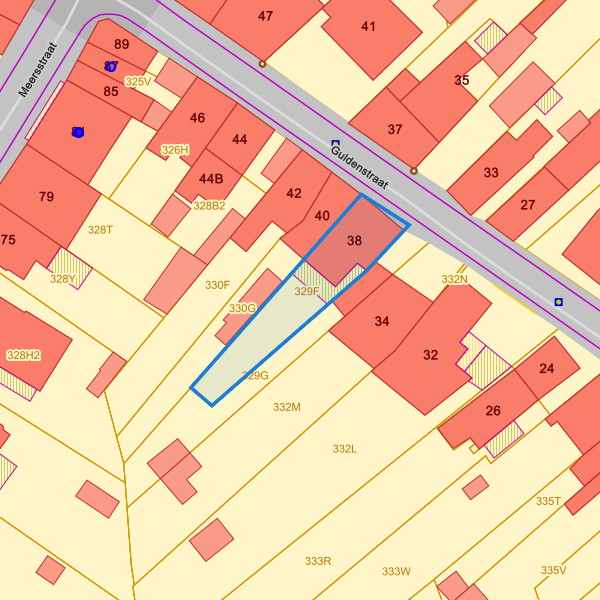 47
41
89
Meersstraat
87
325V
35
85
46
37
44
326H
Guldenstraat
44B
33
79
42
27
328B2
40
328T
75
38
332N
328Y
330F
329F
330G
34
328H2
32
24
329G
332M
26
332L
335T
333R
333W
335V